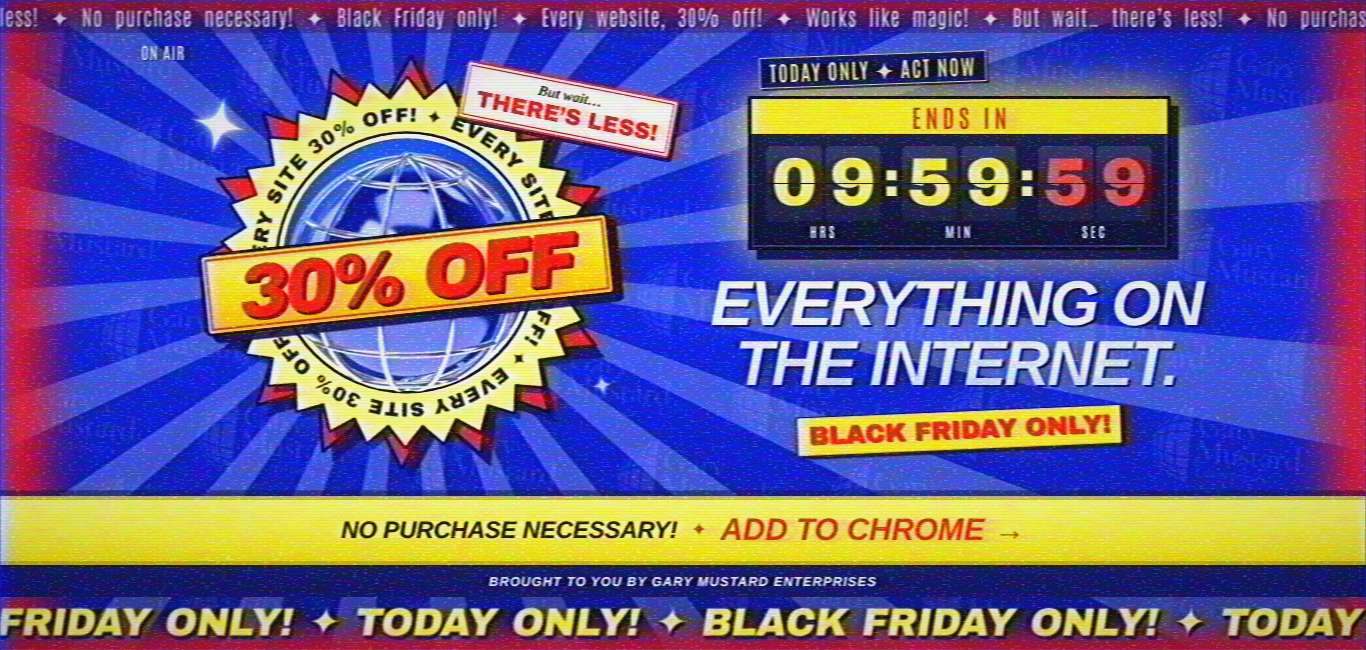 less! ✦ No purchase necessary! ✦ Black Friday only! ✦ Every website, 30% off! ✦ Works like magic! ✦ But wait… there's less! ✦ No purchas
ON AIR
But wait...
THERE'S LESS!
EVERY SITE 30% OFF! ✦ EVERY SITE
OFF! ✦ EVERY SITE 30% OFF
30% OFF
TODAY ONLY ✦ ACT NOW
ENDS IN
09:59:59
HRS MIN SEC
EVERYTHING ON
THE INTERNET.
BLACK FRIDAY ONLY!
NO PURCHASE NECESSARY! ✦ ADD TO CHROME →
BROUGHT TO YOU BY GARY MUSTARD ENTERPRISES
FRIDAY ONLY! ✦ TODAY ONLY! ✦ BLACK FRIDAY ONLY! ✦ TODAY
Gary
Mustard